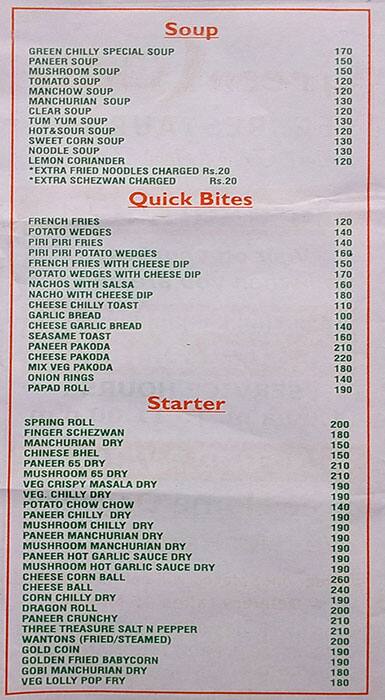 Soup
GREEN CHILLY SPECIAL SOUP 170
PANEER SOUP 150
MUSHROOM SOUP 150
TOMATO SOUP 120
MANCHOW SOUP 120
MANCHURIAN SOUP 130
CLEAR SOUP 120
TUM YUM SOUP 130
HOT&SOUR SOUP 120
SWEET CORN SOUP 130
NOODLE SOUP 130
LEMON CORIANDER 120
*EXTRA FRIED NOODLES CHARGED Rs.20
*EXTRA SCHEZWAN CHARGED Rs.20
Quick Bites
FRENCH FRIES 120
POTATO WEDGES 140
PIRI PIRI FRIES 140
PIRI PIRI POTATO WEDGES 160
FRENCH FRIES WITH CHEESE DIP 150
POTATO WEDGES WITH CHEESE DIP 170
NACHOS WITH SALSA 160
NACHO WITH CHEESE DIP 180
CHEESE CHILLY TOAST 110
GARLIC BREAD 100
CHEESE GARLIC BREAD 140
SEASAME TOAST 160
PANEER PAKODA 210
CHEESE PAKODA 220
MIX VEG PAKODA 180
ONION RINGS 140
PAPAD ROLL 190
Starter
SPRING ROLL 200
FINGER SCHEZWAN 180
MANCHURIAN DRY 150
CHINESE BHEL 150
PANEER 65 DRY 210
MUSHROOM 65 DRY 210
VEG CRISPY MASALA DRY 190
VEG. CHILLY DRY 190
POTATO CHOW CHOW 140
PANEER CHILLY DRY 190
MUSHROOM CHILLY DRY 190
PANEER MANCHURIAN DRY 190
MUSHROOM MANCHURIAN DRY 190
PANEER HOT GARLIC SAUCE DRY 190
MUSHROOM HOT GARLIC SAUCE DRY 190
CHEESE CORN BALL 260
CHEESE BALL 240
CORN CHILLY DRY 190
DRAGON ROLL 200
PANEER CRUNCHY 210
THREE TREASURE SALT N PEPPER 210
WANTONS (FRIED/STEAMED) 200
GOLD COIN 190
GOLDEN FRIED BABYCORN 190
GOBI MANCHURIAN DRY 180
VEG LOLLY POP FRY 180